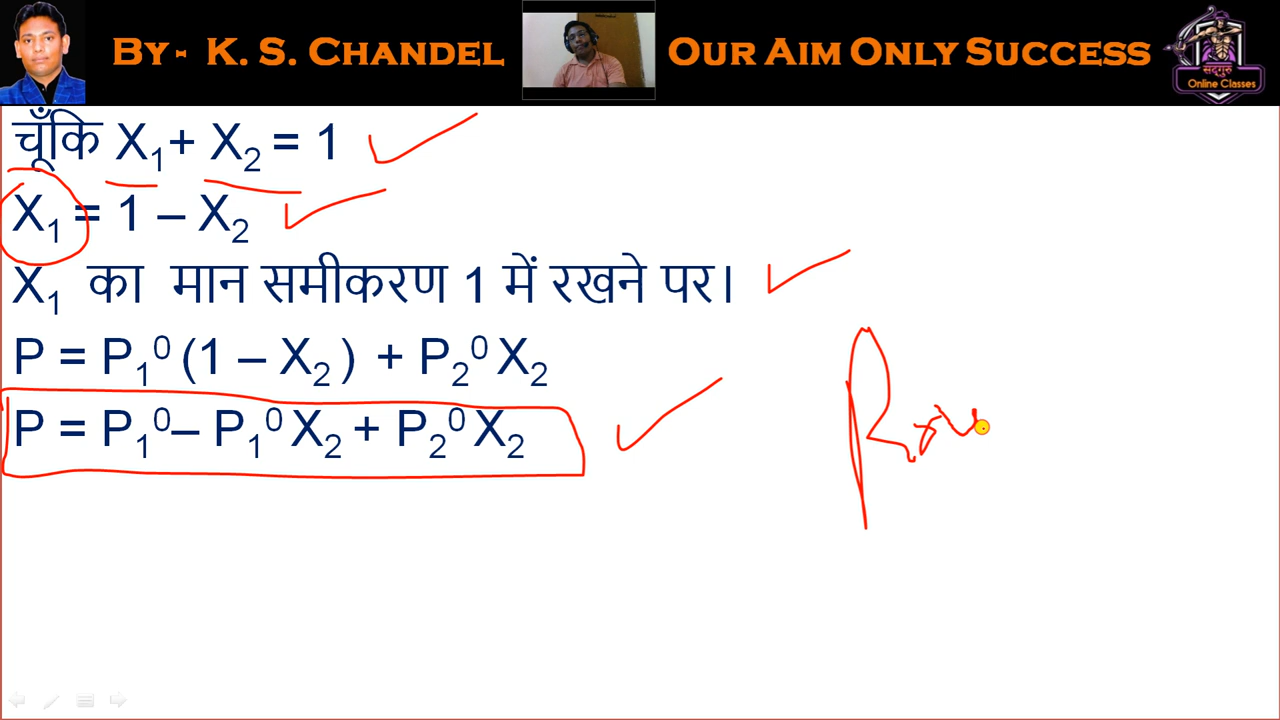 BY - K. S. CHANDEL
OUR AIM ONLY SUCCESS
सद्गुरु
Online Classes
चूँकि X₁+ X₂ = 1
X₁ = 1 – X₂
X₁ का मान समीकरण 1 में रखने पर।
P = P₁⁰ (1 – X₂ ) + P₂⁰ X₂
P = P₁⁰– P₁⁰ X₂ + P₂⁰ X₂